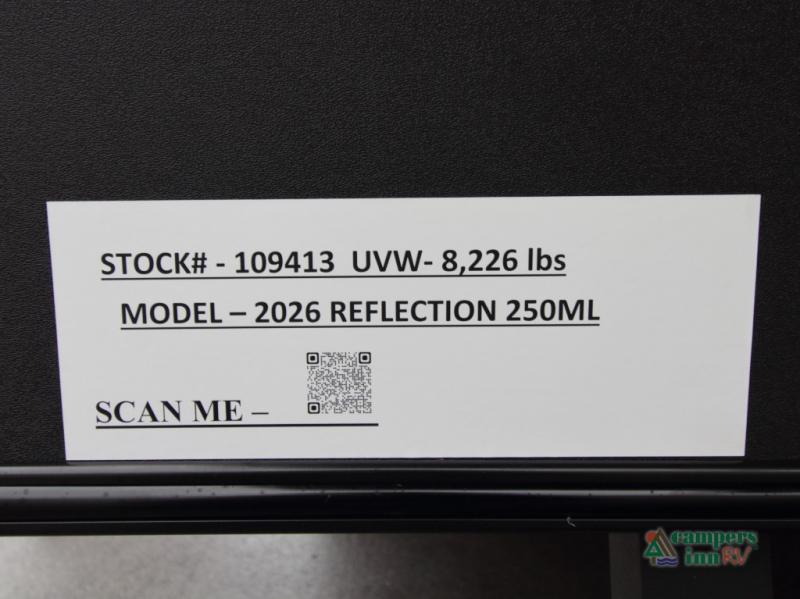 STOCK# - 109413 UVW- 8,226 lbs
MODEL – 2026 REFLECTION 250ML
SCAN ME –
campers
inn RV